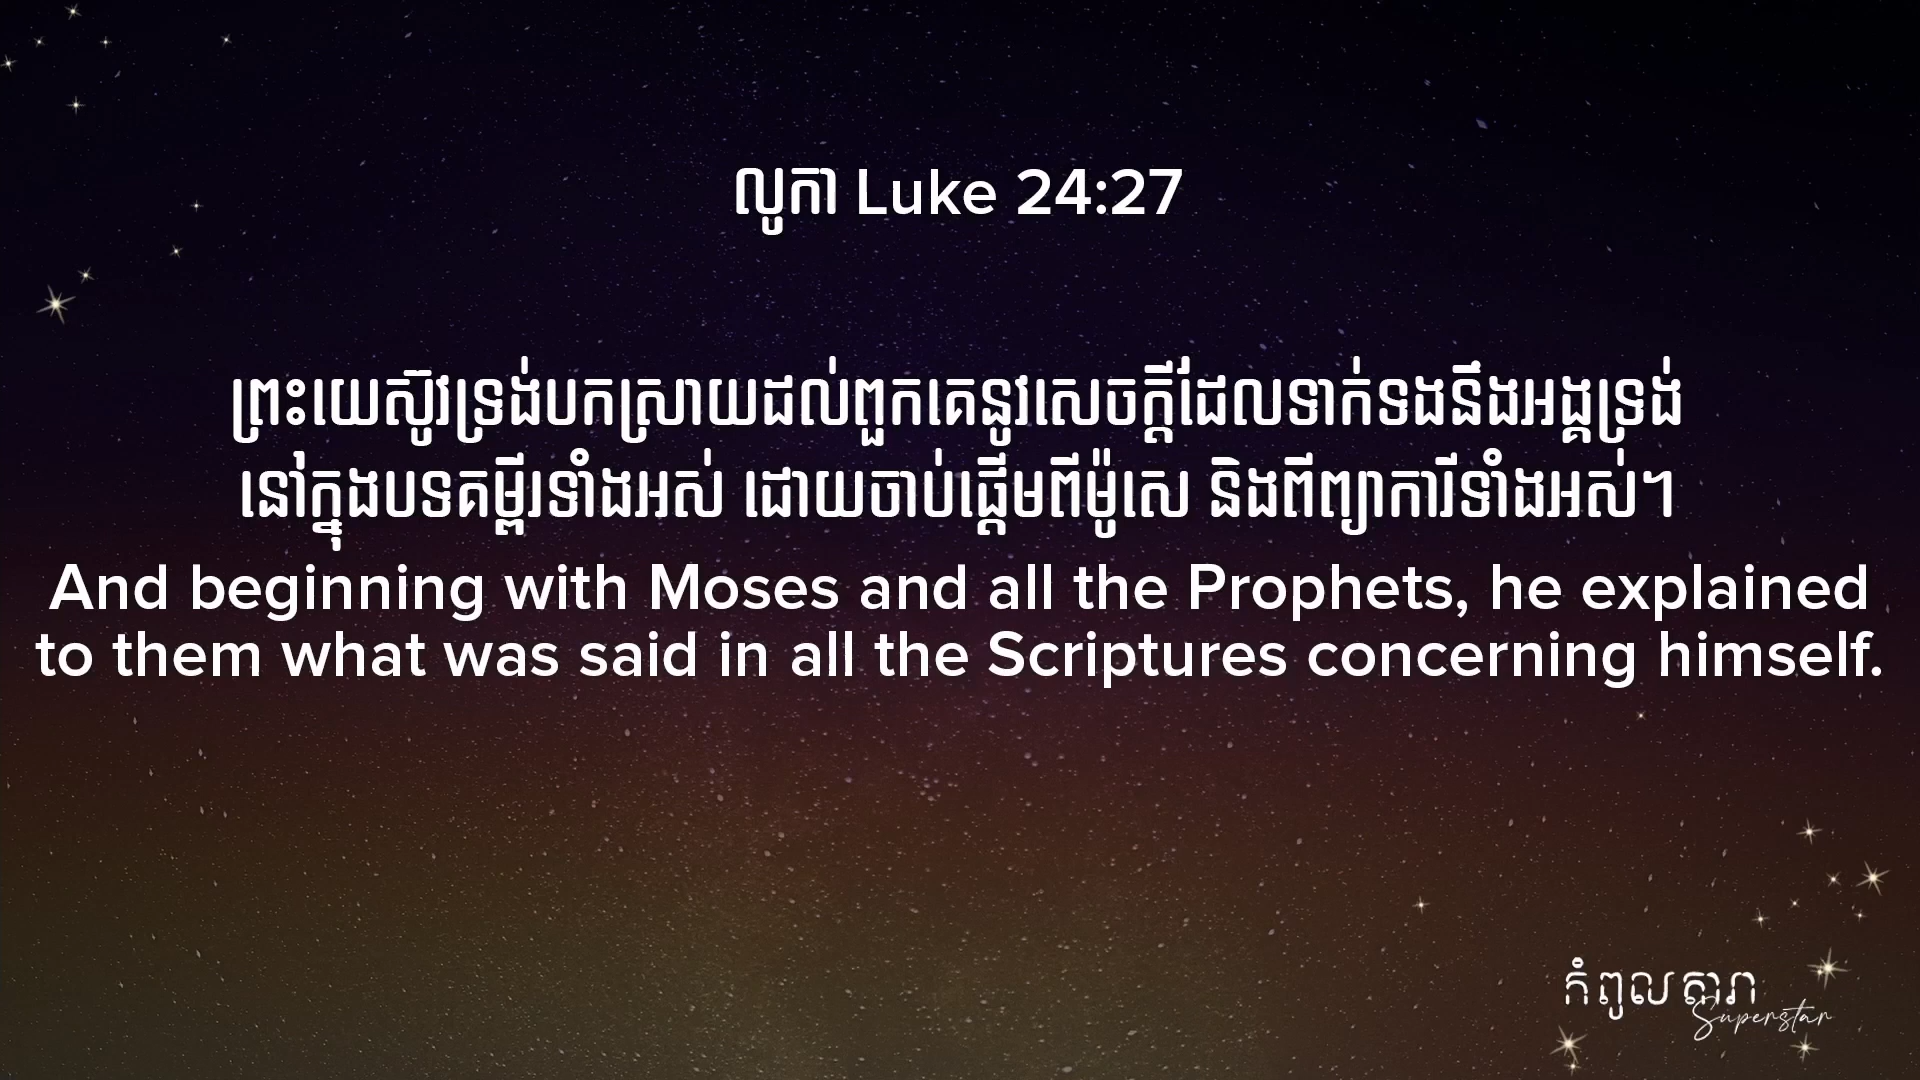 លូកា Luke 24:27
ព្រះយេស៊ូវទ្រង់បកស្រាយដល់ពួកគេនូវសេចក្ដីដែលទាក់ទងនឹងអង្គទ្រង់
នៅក្នុងបទគម្ពីរទាំងអស់ ដោយចាប់ផ្ដើមពីម៉ូសេ និងពីព្យាការីទាំងអស់។
And beginning with Moses and all the Prophets, he explained
to them what was said in all the Scriptures concerning himself.
កំពូលតារា
Superstar